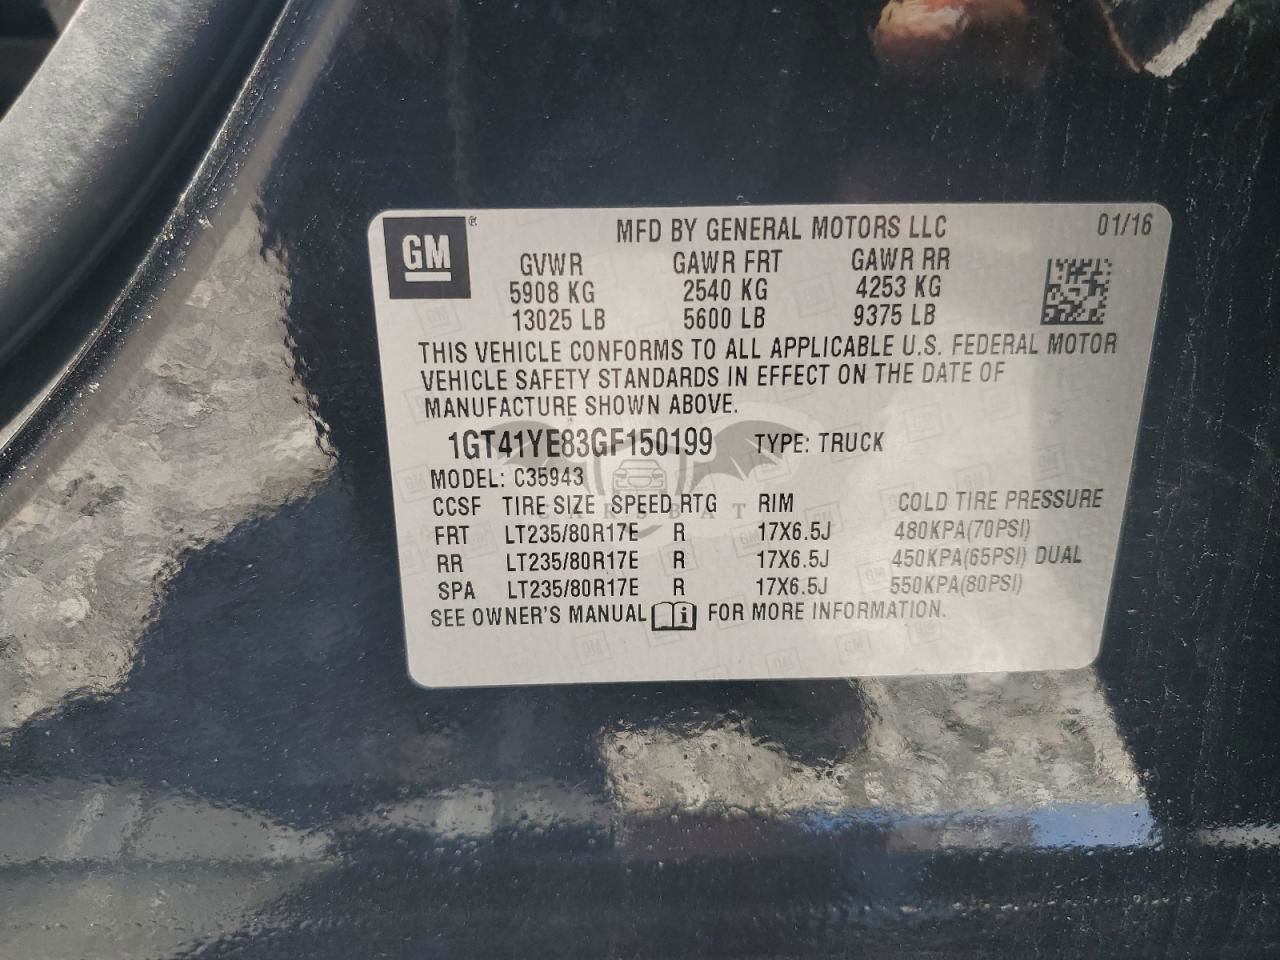 GM ® MFD BY GENERAL MOTORS LLC 01/16
GVWR GAWR FRT GAWR RR
5908 KG 2540 KG 4253 KG
13025 LB 5600 LB 9375 LB
THIS VEHICLE CONFORMS TO ALL APPLICABLE U.S. FEDERAL MOTOR
VEHICLE SAFETY STANDARDS IN EFFECT ON THE DATE OF
MANUFACTURE SHOWN ABOVE.
1GT41YE83GF150199 TYPE: TRUCK
MODEL: C35943
CCSF TIRE SIZE SPEED RTG RIM COLD TIRE PRESSURE
CARSBAT
FRT LT235/80R17E R 17X6.5J 480KPA(70PSI)
RR LT235/80R17E R 17X6.5J 450KPA(65PSI) DUAL
SPA LT235/80R17E R 17X6.5J 550KPA(80PSI)
SEE OWNER'S MANUAL FOR MORE INFORMATION.